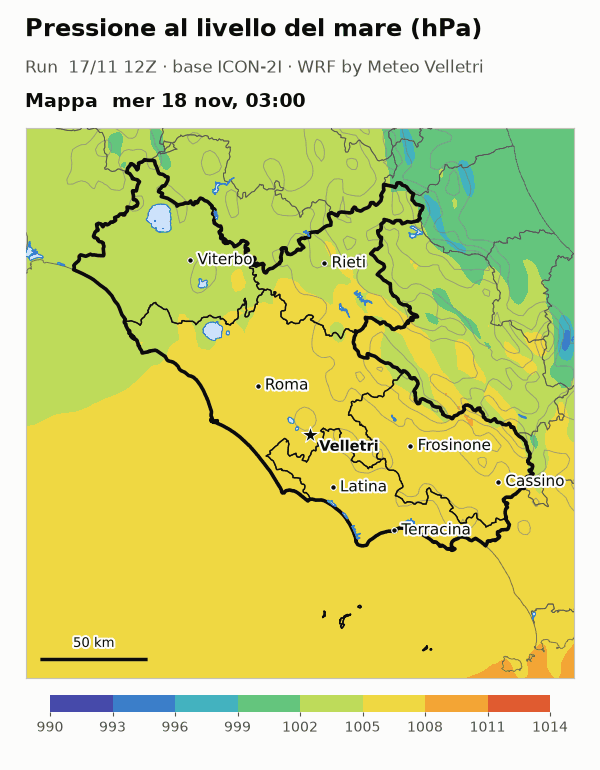 Pressione al livello del mare (hPa)
Run  17/11 12Z · base ICON-2I · WRF by Meteo Velletri
Mappa  mer 18 nov, 03:00
Viterbo
Rieti
Roma
Velletri
Frosinone
Latina
Cassino
Terracina
50 km
990 993 996 999 1002 1005 1008 1011 1014